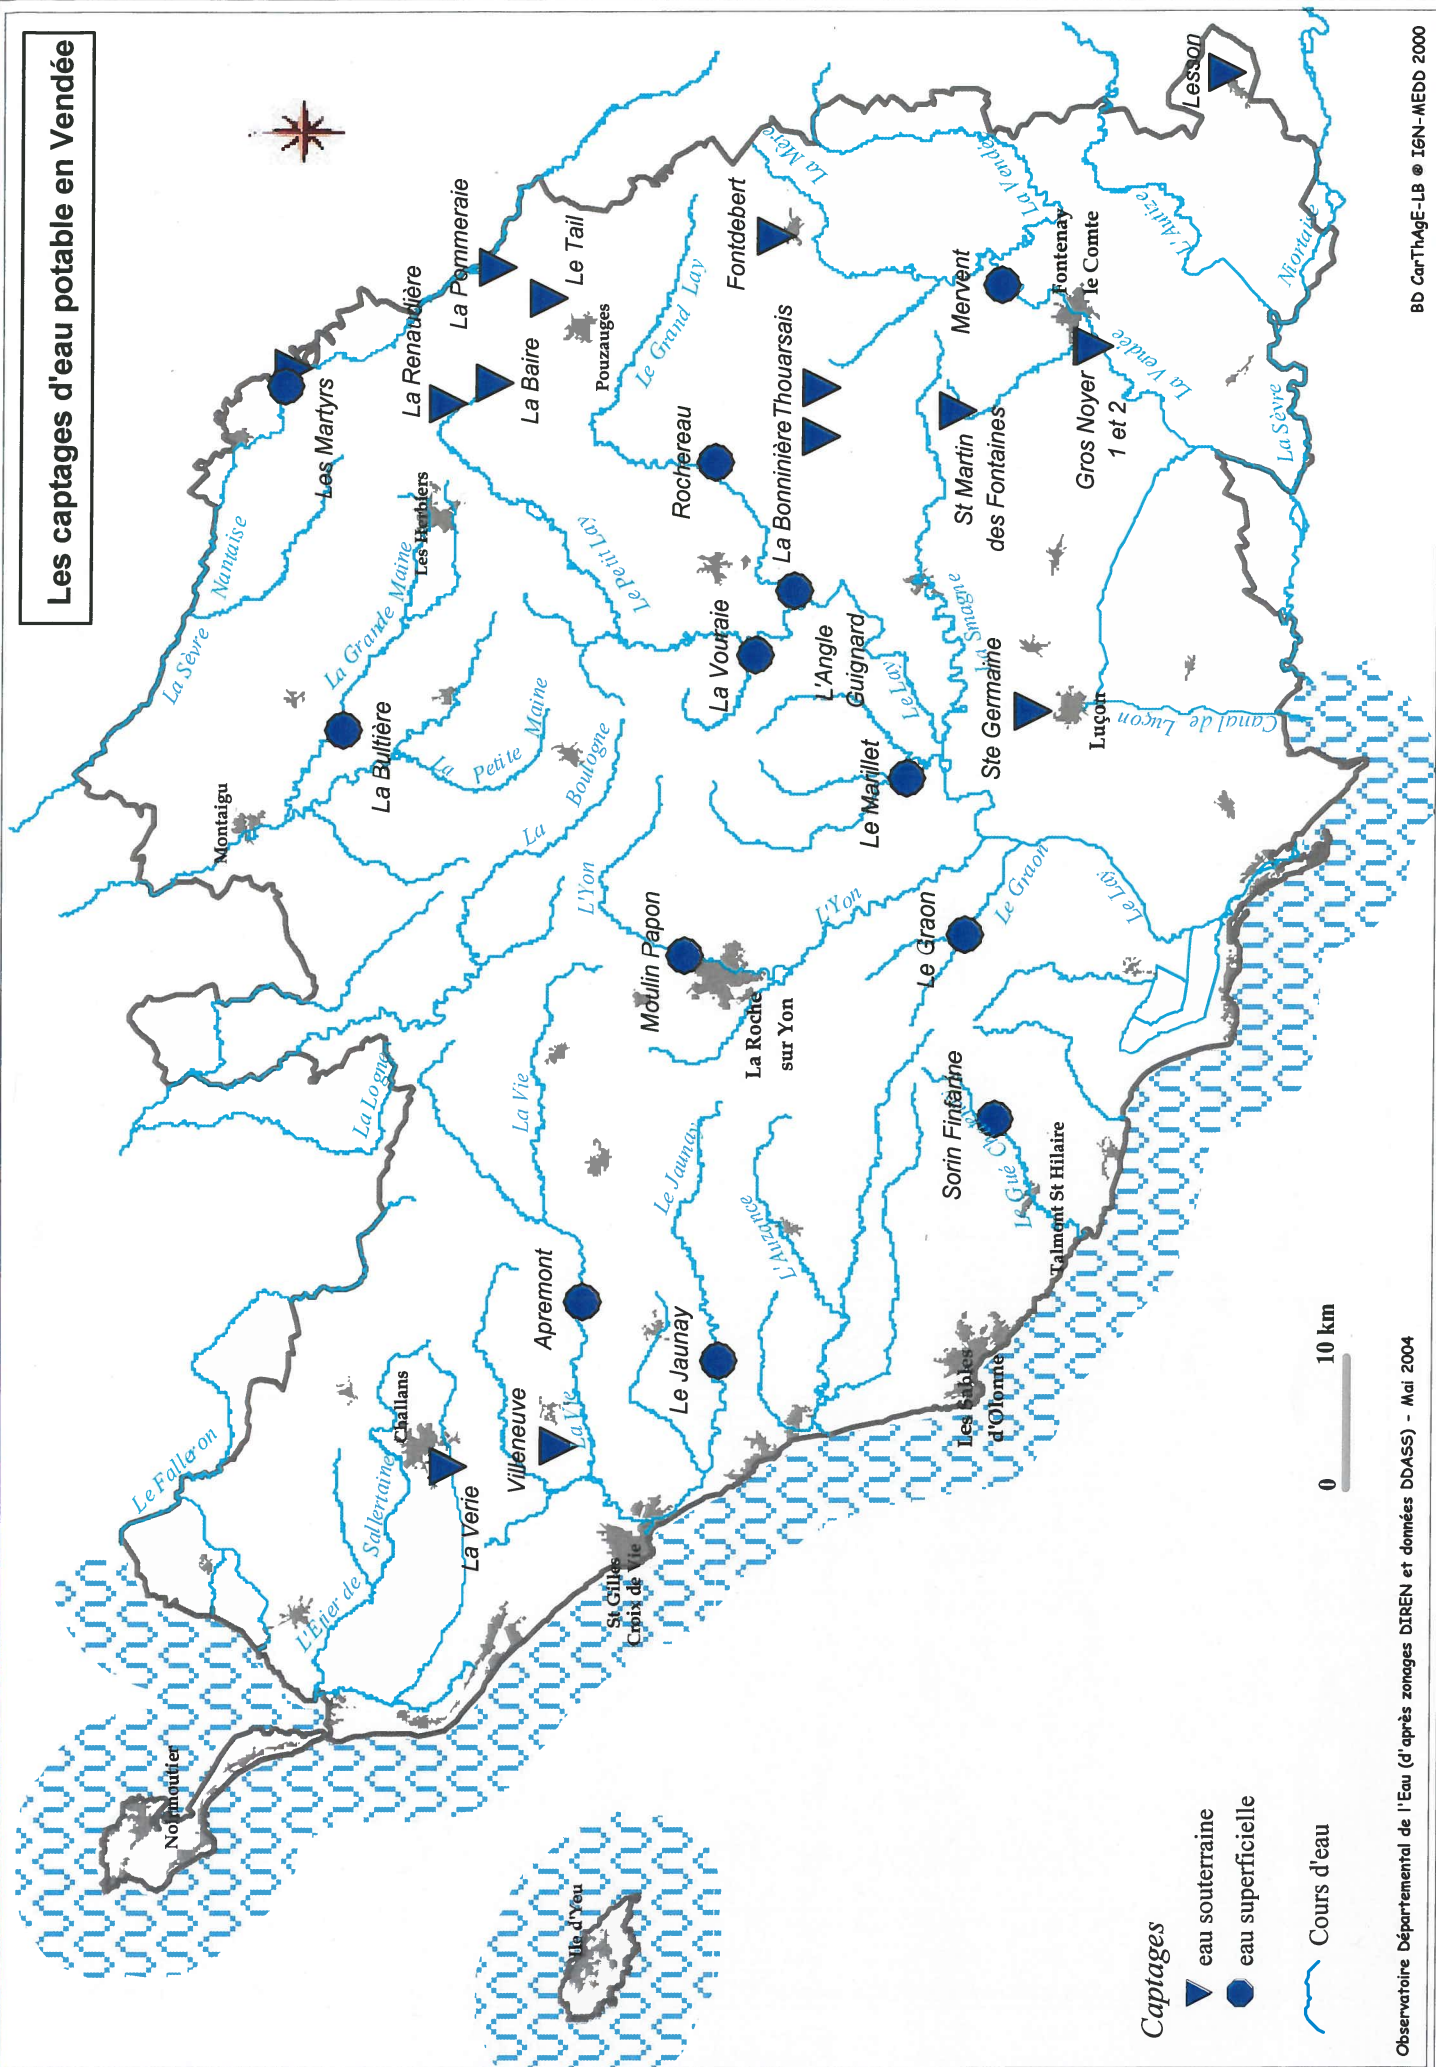 Les captages d'eau potable en Vendée
Noirmoutier
Ile d'Yeu
Le Falleron
L'Etier de
Sallertaine
Challans
La Verie
Villeneuve
La Vie
St Gilles
Croix de Vie
Apremont
Le Jaunay
Le Jaunay
L'Auzance
La Vie
La Logne
Les Sables
d'Olonne
Talmont St Hilaire
Sorin Finfarine
Le Gué
Moulin Papon
La Roche
sur Yon
L'Yon
L'Yon
Le Graon
Le Graon
Le Lay
Montaigu
La Bultière
La Grande Maine
La
Petite Maine
La
Boulogne
La Sèvre
Nantaise
Les Herbiers
Les Martyrs
La Renaudière
La Pommeraie
Le Tail
La Baire
Pouzauges
Le Petit Lay
Le Grand Lay
Rochereau
La Vouraie
L'Angle
Guignard
Le Marillet
Le Lay
La Smagne
Ste Germaine
Luçon
Canal de Luçon
La Bonninière
Thouarsais
Fontdebert
La Mère
La Vendée
Mervent
Fontenay
le Comte
St Martin
des Fontaines
Gros Noyer
1 et 2
La Vendée
L'Autize
Lesson
La Sèvre
Niortaise
Captages
eau souterraine
eau superficielle
Cours d'eau
0
10 km
Observatoire Départemental de l'Eau (d'après zonages DIREN et données DDASS) - Mai 2004
BD CarThAgE-LB @ IGN-MEDD 2000